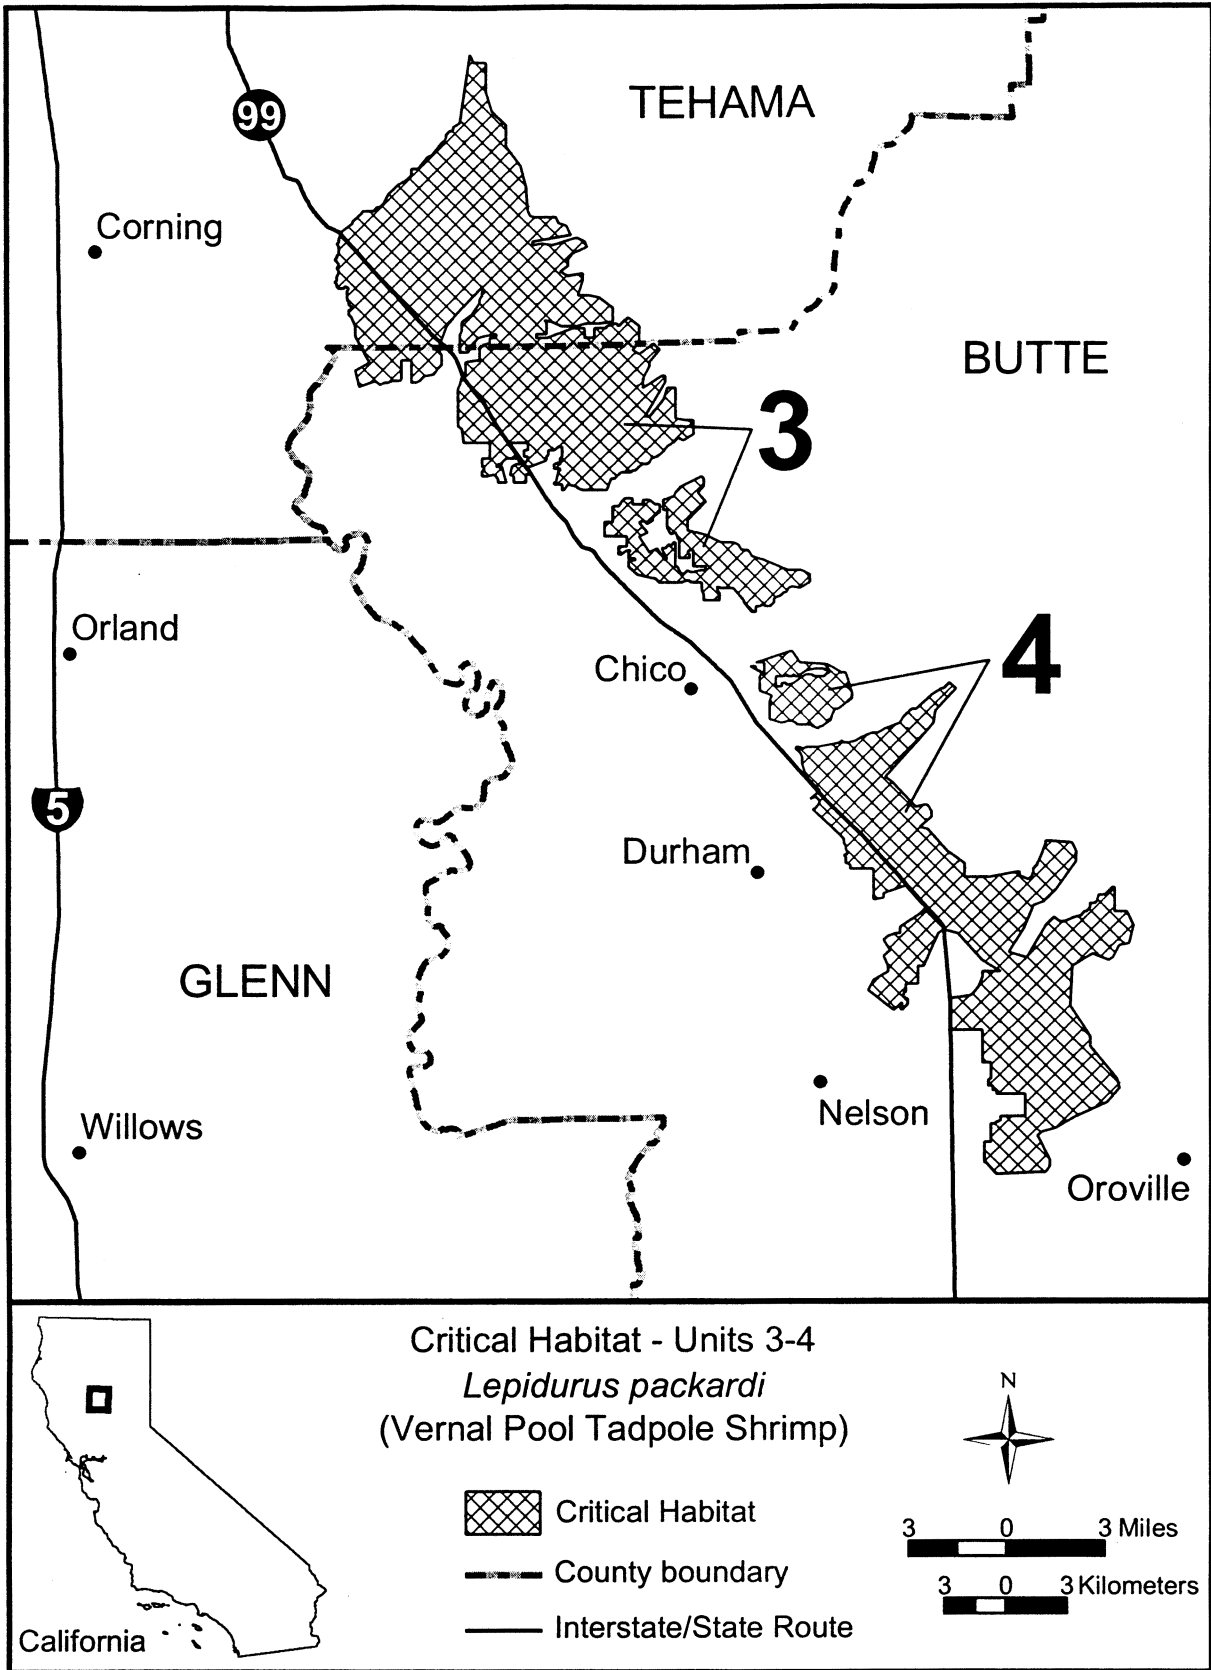 TEHAMA
99
Corning
BUTTE
3
Orland
4
Chico
5
Durham
GLENN
Nelson
Willows
Oroville
Critical Habitat - Units 3-4
Lepidurus packardi
(Vernal Pool Tadpole Shrimp)
N
Critical Habitat
3 0 3 Miles
County boundary
3 0 3 Kilometers
Interstate/State Route
California